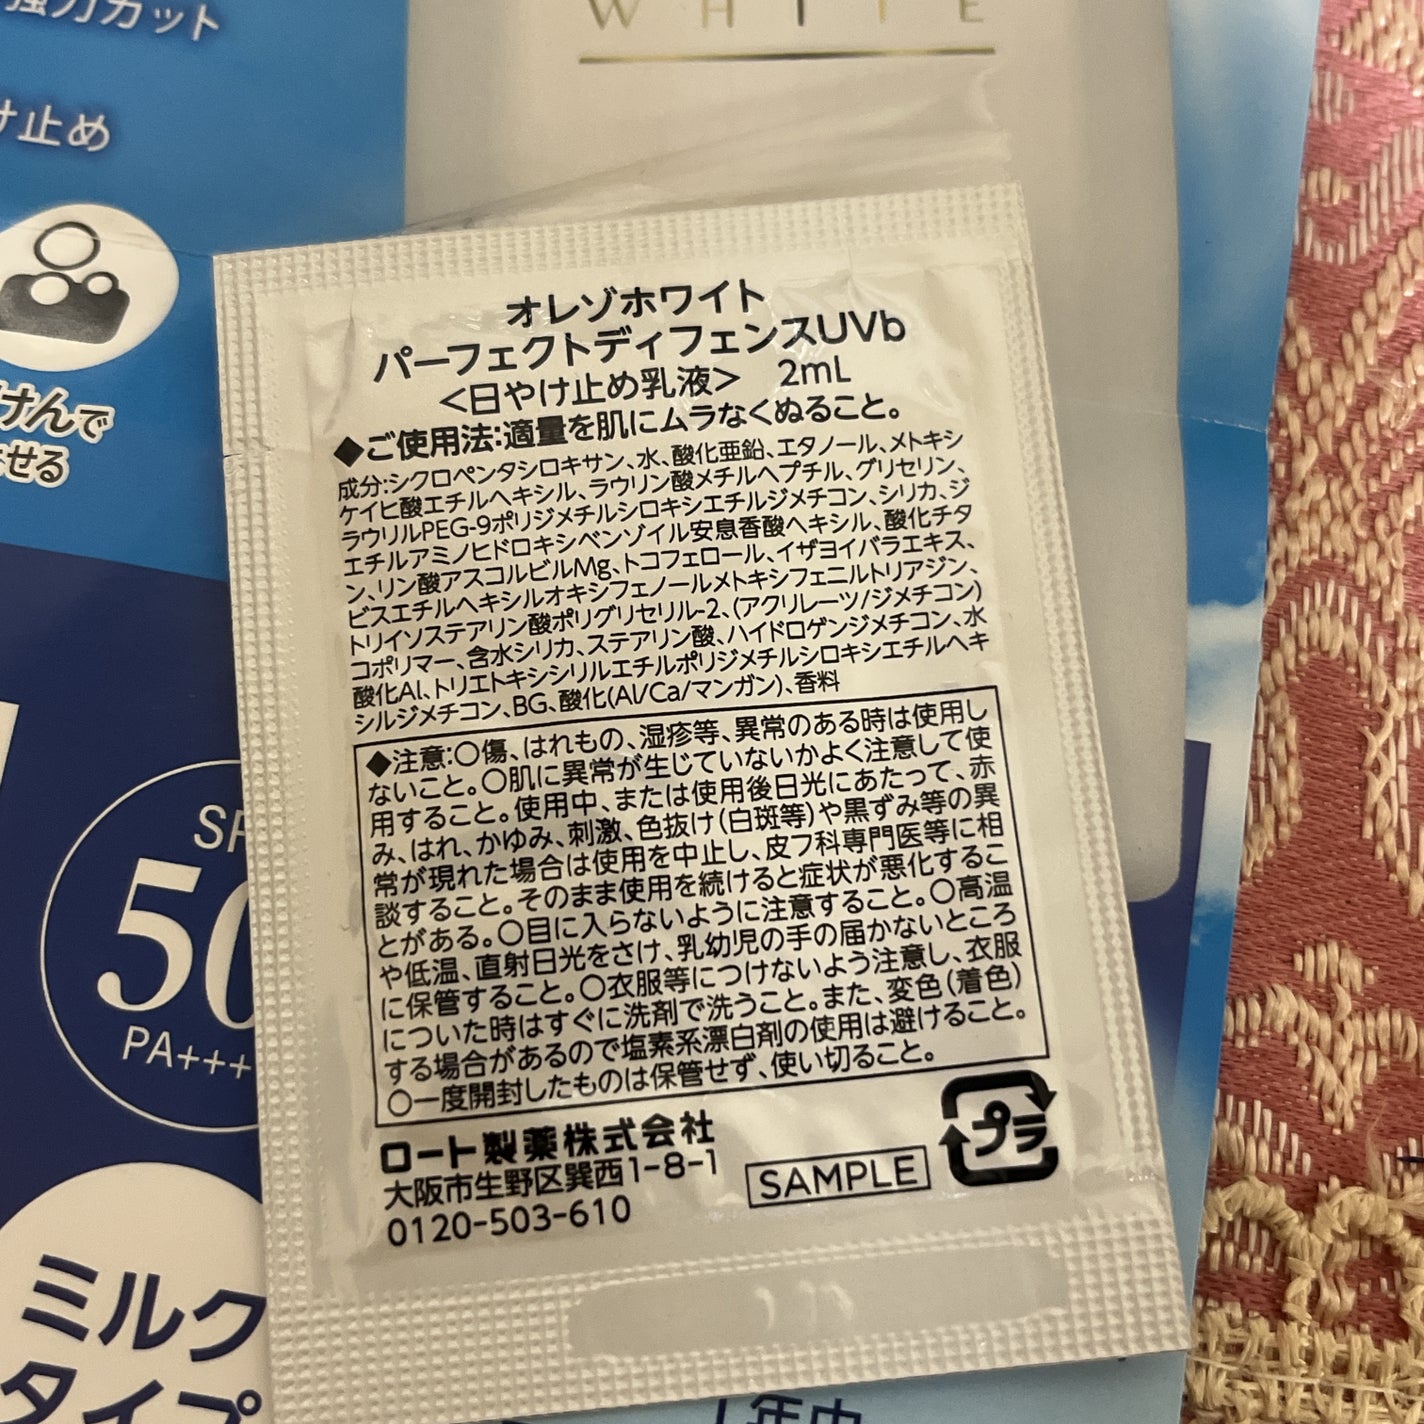 強力カット
WHITE
け止め
けんで
せる
オレゾホワイト
パーフェクトディフェンスUVb
<日やけ止め乳液> 2mL
◆ご使用法:適量を肌にムラなくぬること。
成分:シクロペンタシロキサン、水、酸化亜鉛、エタノール、メトキシ
ケイヒ酸エチルヘキシル、ラウリン酸メチルヘプチル、グリセリン、
ラウリルPEG-9ポリジメチルシロキシエチルジメチコン、シリカ、ジ
エチルアミノヒドロキシベンゾイル安息香酸ヘキシル、酸化チタ
ン、リン酸アスコルビルMg、トコフェロール、イザヨイバラエキス、
ビスエチルヘキシルオキシフェノールメトキシフェニルトリアジン、
トリイソステアリン酸ポリグリセリル-2、(アクリレーツ/ジメチコン)
コポリマー、含水シリカ、ステアリン酸、ハイドロゲンジメチコン、水
酸化Al、トリエトキシシリルエチルポリジメチルシロキシエチルヘキ
シルジメチコン、BG、酸化(Al/Ca/マンガン)、香料
◆注意:○傷、はれもの、湿疹等、異常のある時は使用し
ないこと。○肌に異常が生じていないかよく注意して使
用すること。使用中、または使用後日光にあたって、赤
み、はれ、かゆみ、刺激、色抜け(白斑等)や黒ずみ等の異
常が現れた場合は使用を中止し、皮フ科専門医等に相
談すること。そのまま使用を続けると症状が悪化するこ
とがある。○目に入らないように注意すること。○高温
や低温、直射日光をさけ、乳幼児の手の届かないところ
に保管すること。○衣服等につけないよう注意し、衣服
についた時はすぐに洗剤で洗うこと。また、変色(着色)
する場合があるので塩素系漂白剤の使用は避けること。
○一度開封したものは保管せず、使い切ること。
ロート製薬株式会社
大阪市生野区巽西1-8-1
0120-503-610
SAMPLE
プラ
SPF
50
PA+++
ミルク
タイプ
1年中